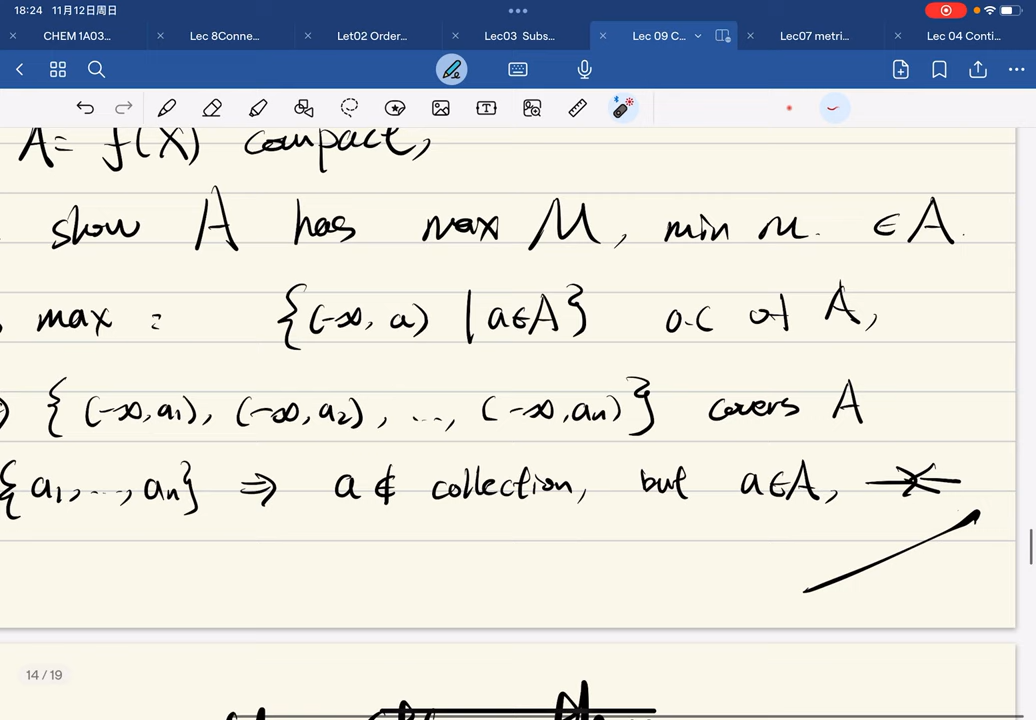 18:24 11月12日周日
CHEM 1A03... Lec 8Conne... Let02 Order... Lec03 Subs... Lec 09 C... Lec07 metri... Lec 04 Conti...
A = f(X) compact,
show A has max M, min m. ∈ A.
max : {(-∞, a) | a∈A} o.c of A,
{(-∞,a1), (-∞,a2), ..., (-∞,an)} covers A
{a1,..., an} ⇒ a ∉ collection, but a∈A,
14 / 19